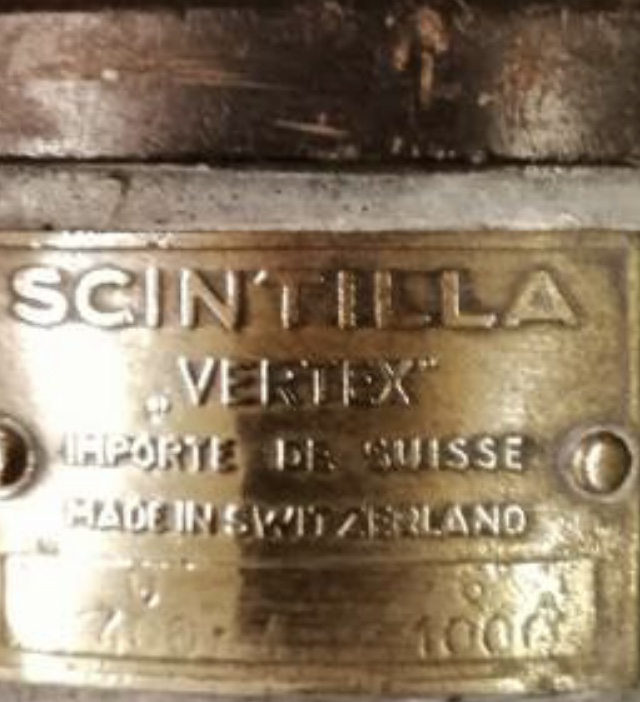 SCINTILLA
„VERTEX“
IMPORTE DE SUISSE
MADE IN SWITZERLAND